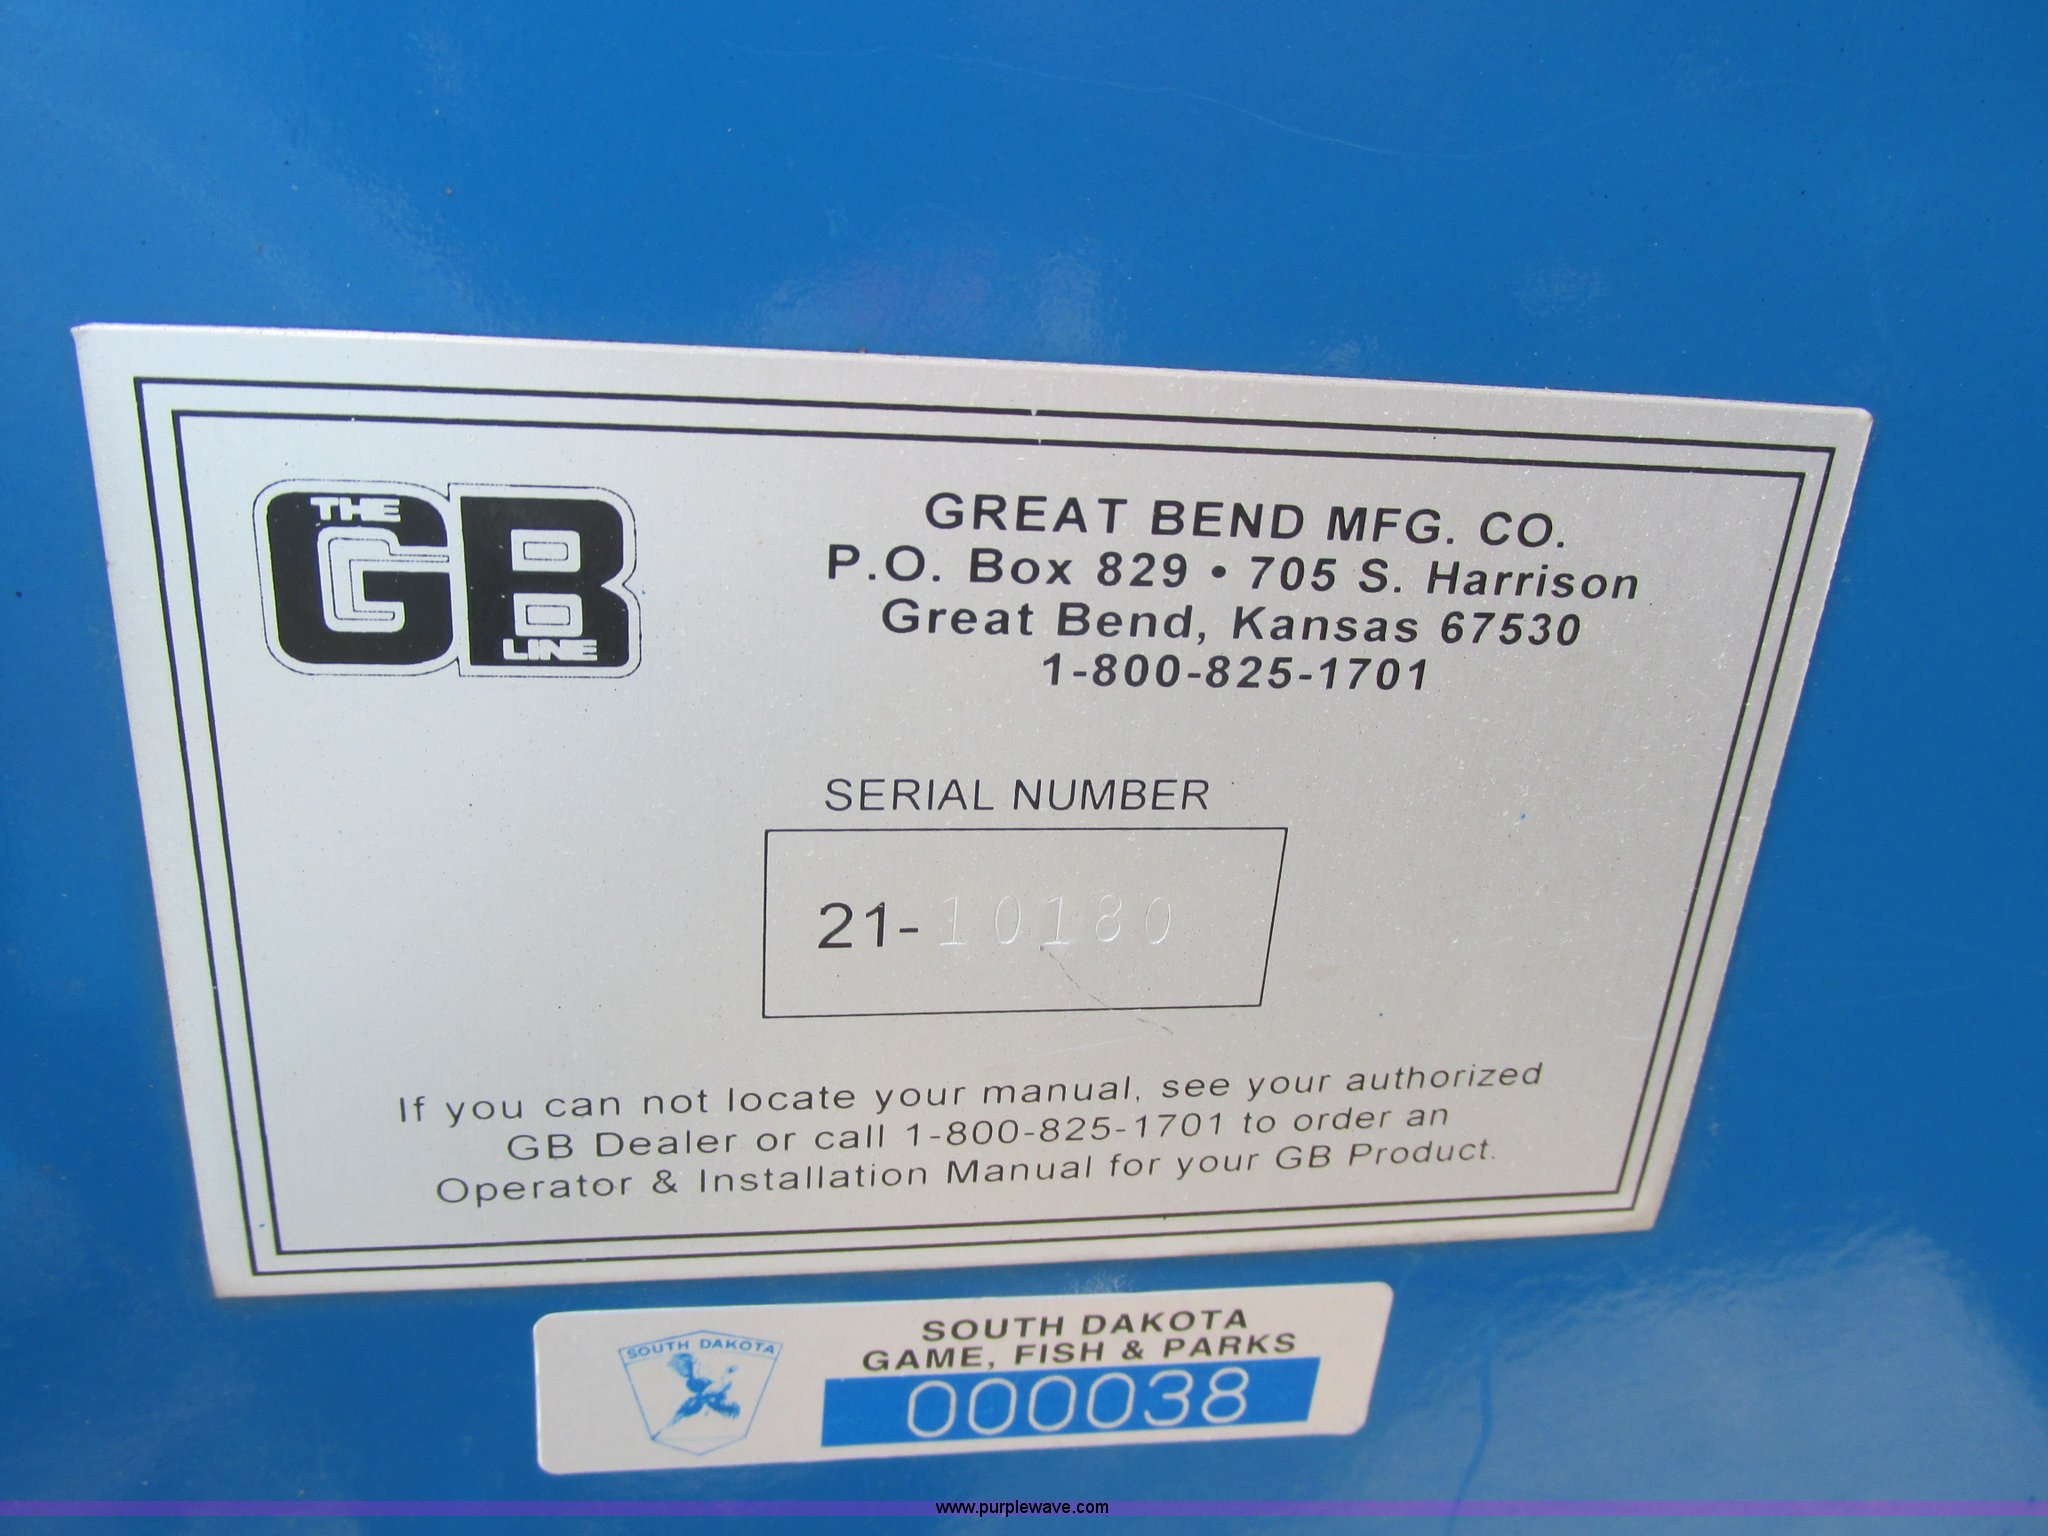 THE
GB
LINE
GREAT BEND MFG. CO.
P.O. Box 829 • 705 S. Harrison
Great Bend, Kansas 67530
1-800-825-1701
SERIAL NUMBER
21-10180
If you can not locate your manual, see your authorized
GB Dealer or call 1-800-825-1701 to order an
Operator & Installation Manual for your GB Product.
SOUTH DAKOTA
SOUTH DAKOTA
GAME, FISH & PARKS
000038
www.purplewave.com